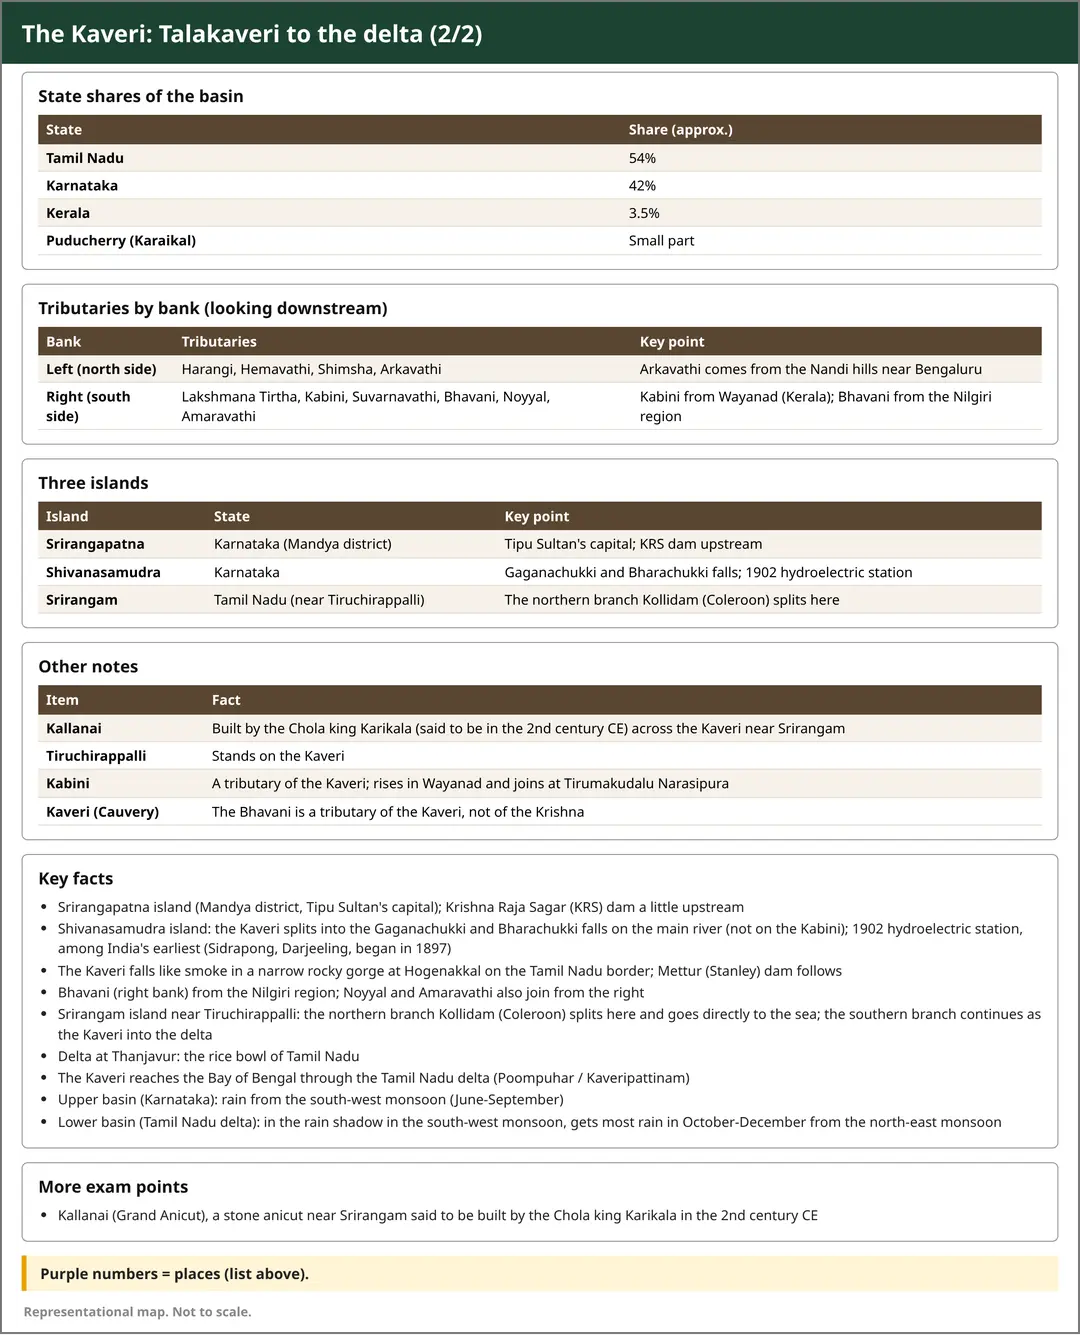 The Kaveri: Talakaveri to the delta (2/2)
State shares of the basin
State Share (approx.)
Tamil Nadu 54%
Karnataka 42%
Kerala 3.5%
Puducherry (Karaikal) Small part
Tributaries by bank (looking downstream)
Bank Tributaries Key point
Left (north side) Harangi, Hemavathi, Shimsha, Arkavathi Arkavathi comes from the Nandi hills near Bengaluru
Right (south Lakshmana Tirtha, Kabini, Suvarnavathi, Bhavani, Noyyal, Kabini from Wayanad (Kerala); Bhavani from the Nilgiri
side) Amaravathi region
Three islands
Island State Key point
Srirangapatna Karnataka (Mandya district) Tipu Sultan's capital; KRS dam upstream
Shivanasamudra Karnataka Gaganachukki and Bharachukki falls; 1902 hydroelectric station
Srirangam Tamil Nadu (near Tiruchirappalli) The northern branch Kollidam (Coleroon) splits here
Other notes
Item Fact
Kallanai Built by the Chola king Karikala (said to be in the 2nd century CE) across the Kaveri near Srirangam
Tiruchirappalli Stands on the Kaveri
Kabini A tributary of the Kaveri; rises in Wayanad and joins at Tirumakudalu Narasipura
Kaveri (Cauvery) The Bhavani is a tributary of the Kaveri, not of the Krishna
Key facts
• Srirangapatna island (Mandya district, Tipu Sultan's capital); Krishna Raja Sagar (KRS) dam a little upstream
• Shivanasamudra island: the Kaveri splits into the Gaganachukki and Bharachukki falls on the main river (not on the Kabini); 1902 hydroelectric station,
among India's earliest (Sidrapong, Darjeeling, began in 1897)
• The Kaveri falls like smoke in a narrow rocky gorge at Hogenakkal on the Tamil Nadu border; Mettur (Stanley) dam follows
• Bhavani (right bank) from the Nilgiri region; Noyyal and Amaravathi also join from the right
• Srirangam island near Tiruchirappalli: the northern branch Kollidam (Coleroon) splits here and goes directly to the sea; the southern branch continues as
the Kaveri into the delta
• Delta at Thanjavur: the rice bowl of Tamil Nadu
• The Kaveri reaches the Bay of Bengal through the Tamil Nadu delta (Poompuhar / Kaveripattinam)
• Upper basin (Karnataka): rain from the south-west monsoon (June-September)
• Lower basin (Tamil Nadu delta): in the rain shadow in the south-west monsoon, gets most rain in October-December from the north-east monsoon
More exam points
• Kallanai (Grand Anicut), a stone anicut near Srirangam said to be built by the Chola king Karikala in the 2nd century CE
Purple numbers = places (list above).
Representational map. Not to scale.